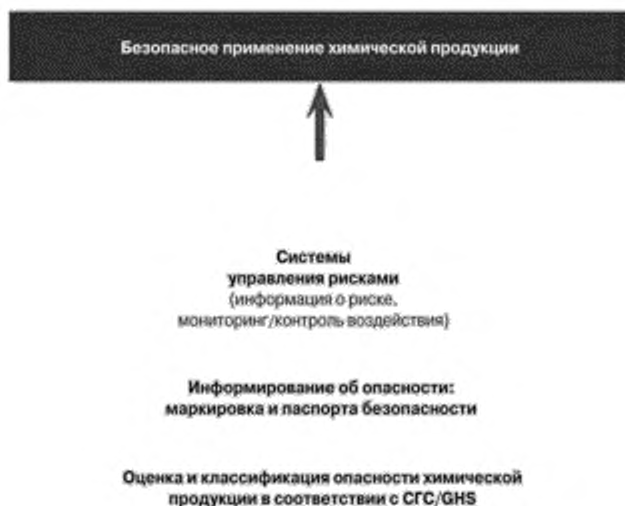 Безопасное применение химической продукции
Системы
управления рисками
(информация о риске,
мониторинг/контроль воздействия)
Информирование об опасности:
маркировка и паспорта безопасности
Оценка и классификация опасности химической
продукции в соответствии с СГС/GHS